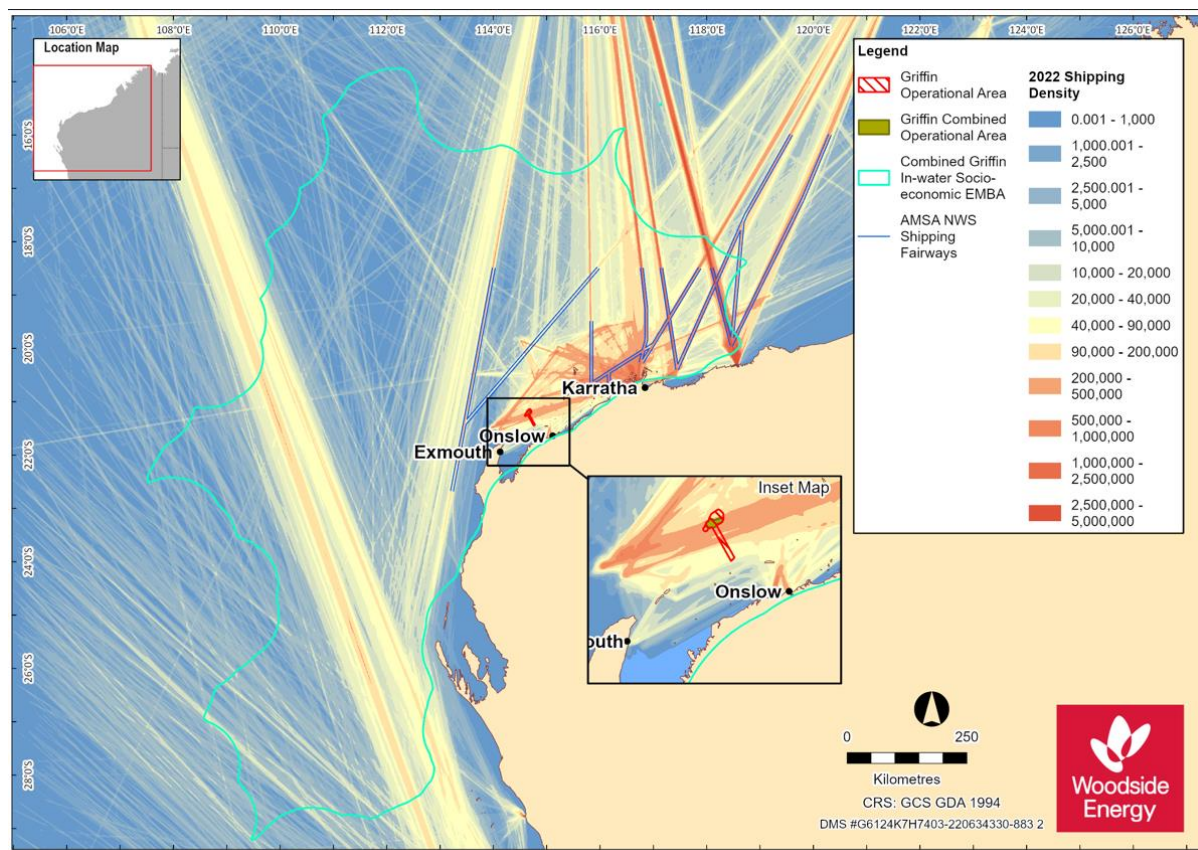 106°0'E 108°0'E 110°0'E 112°0'E 114°0'E 116°0'E 118°0'E 120°0'E 122°0'E 124°0'E 126°0'E
Location Map
16°0'S
18°0'S
20°0'S
22°0'S
24°0'S
26°0'S
28°0'S
Karratha
Onslow
Exmouth
Inset Map
Onslow
outh
Legend
Griffin
Operational Area
Griffin Combined
Operational Area
Combined Griffin
In-water Socio-
economic EMBA
AMSA NWS
Shipping
Fairways
2022 Shipping
Density
0.001 - 1,000
1,000.001 -
2,500
2,500.001 -
5,000
5,000.001 -
10,000
10,000 - 20,000
20,000 - 40,000
40,000 - 90,000
90,000 - 200,000
200,000 -
500,000
500,000 -
1,000,000
1,000,000 -
2,500,000
2,500,000 -
5,000,000
0 250
Kilometres
CRS: GCS GDA 1994
DMS #G6124K7H7403-220634330-883 2
Woodside
Energy